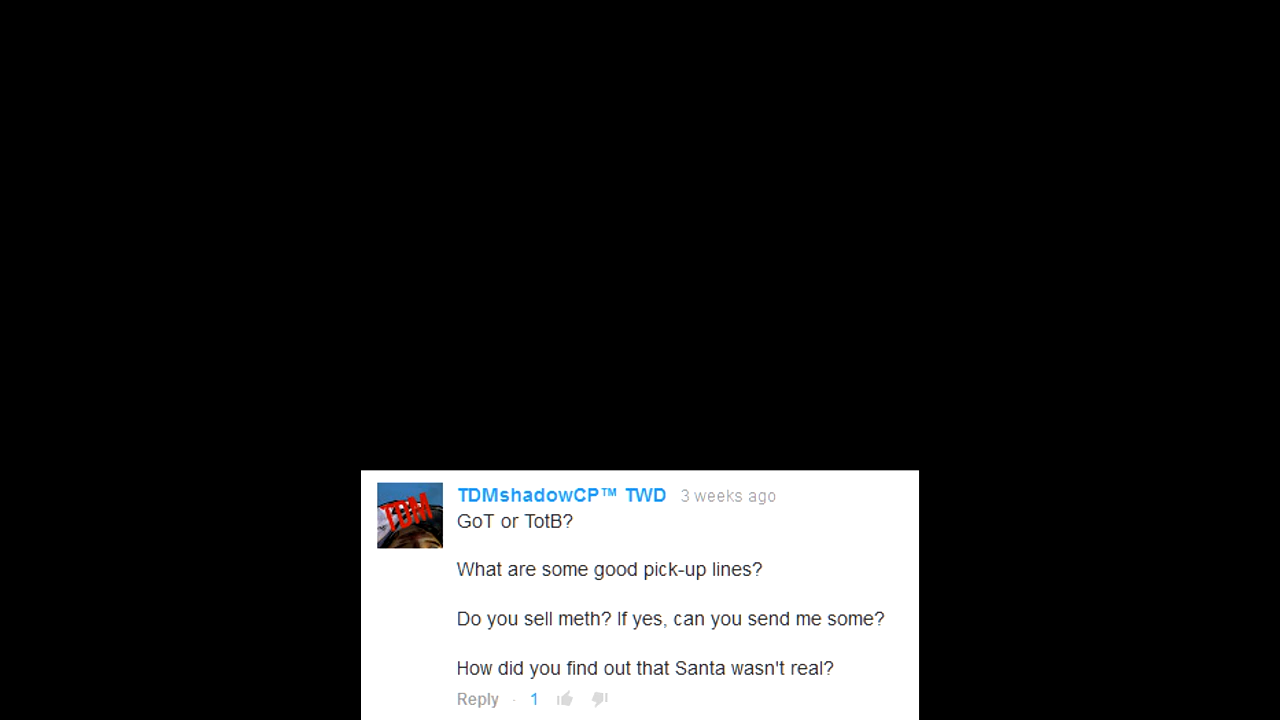 TDMshadowCP™ TWD 3 weeks ago
GoT or TotB?
What are some good pick-up lines?
Do you sell meth? If yes, can you send me some?
How did you find out that Santa wasn't real?
Reply · 1
TDM